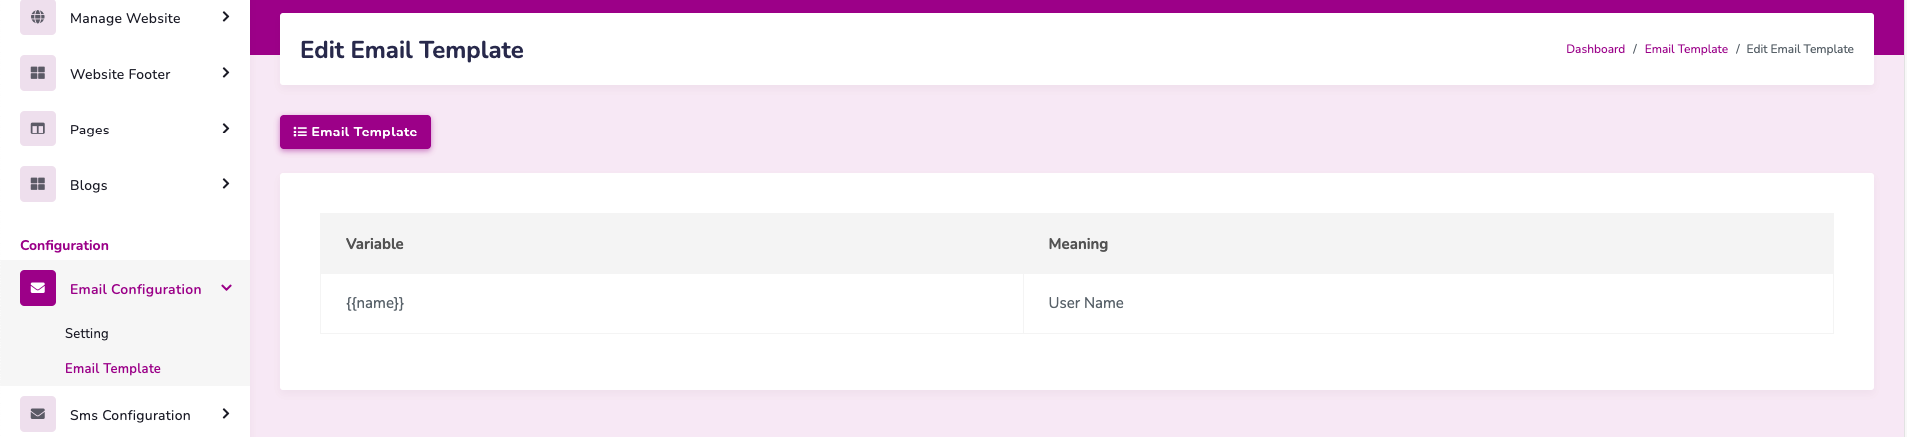 Manage Website
Website Footer
Pages
Blogs
Configuration
Email Configuration
Setting
Email Template
Sms Configuration
Edit Email Template
Dashboard / Email Template / Edit Email Template
Email Template
Variable Meaning
{{name}} User Name